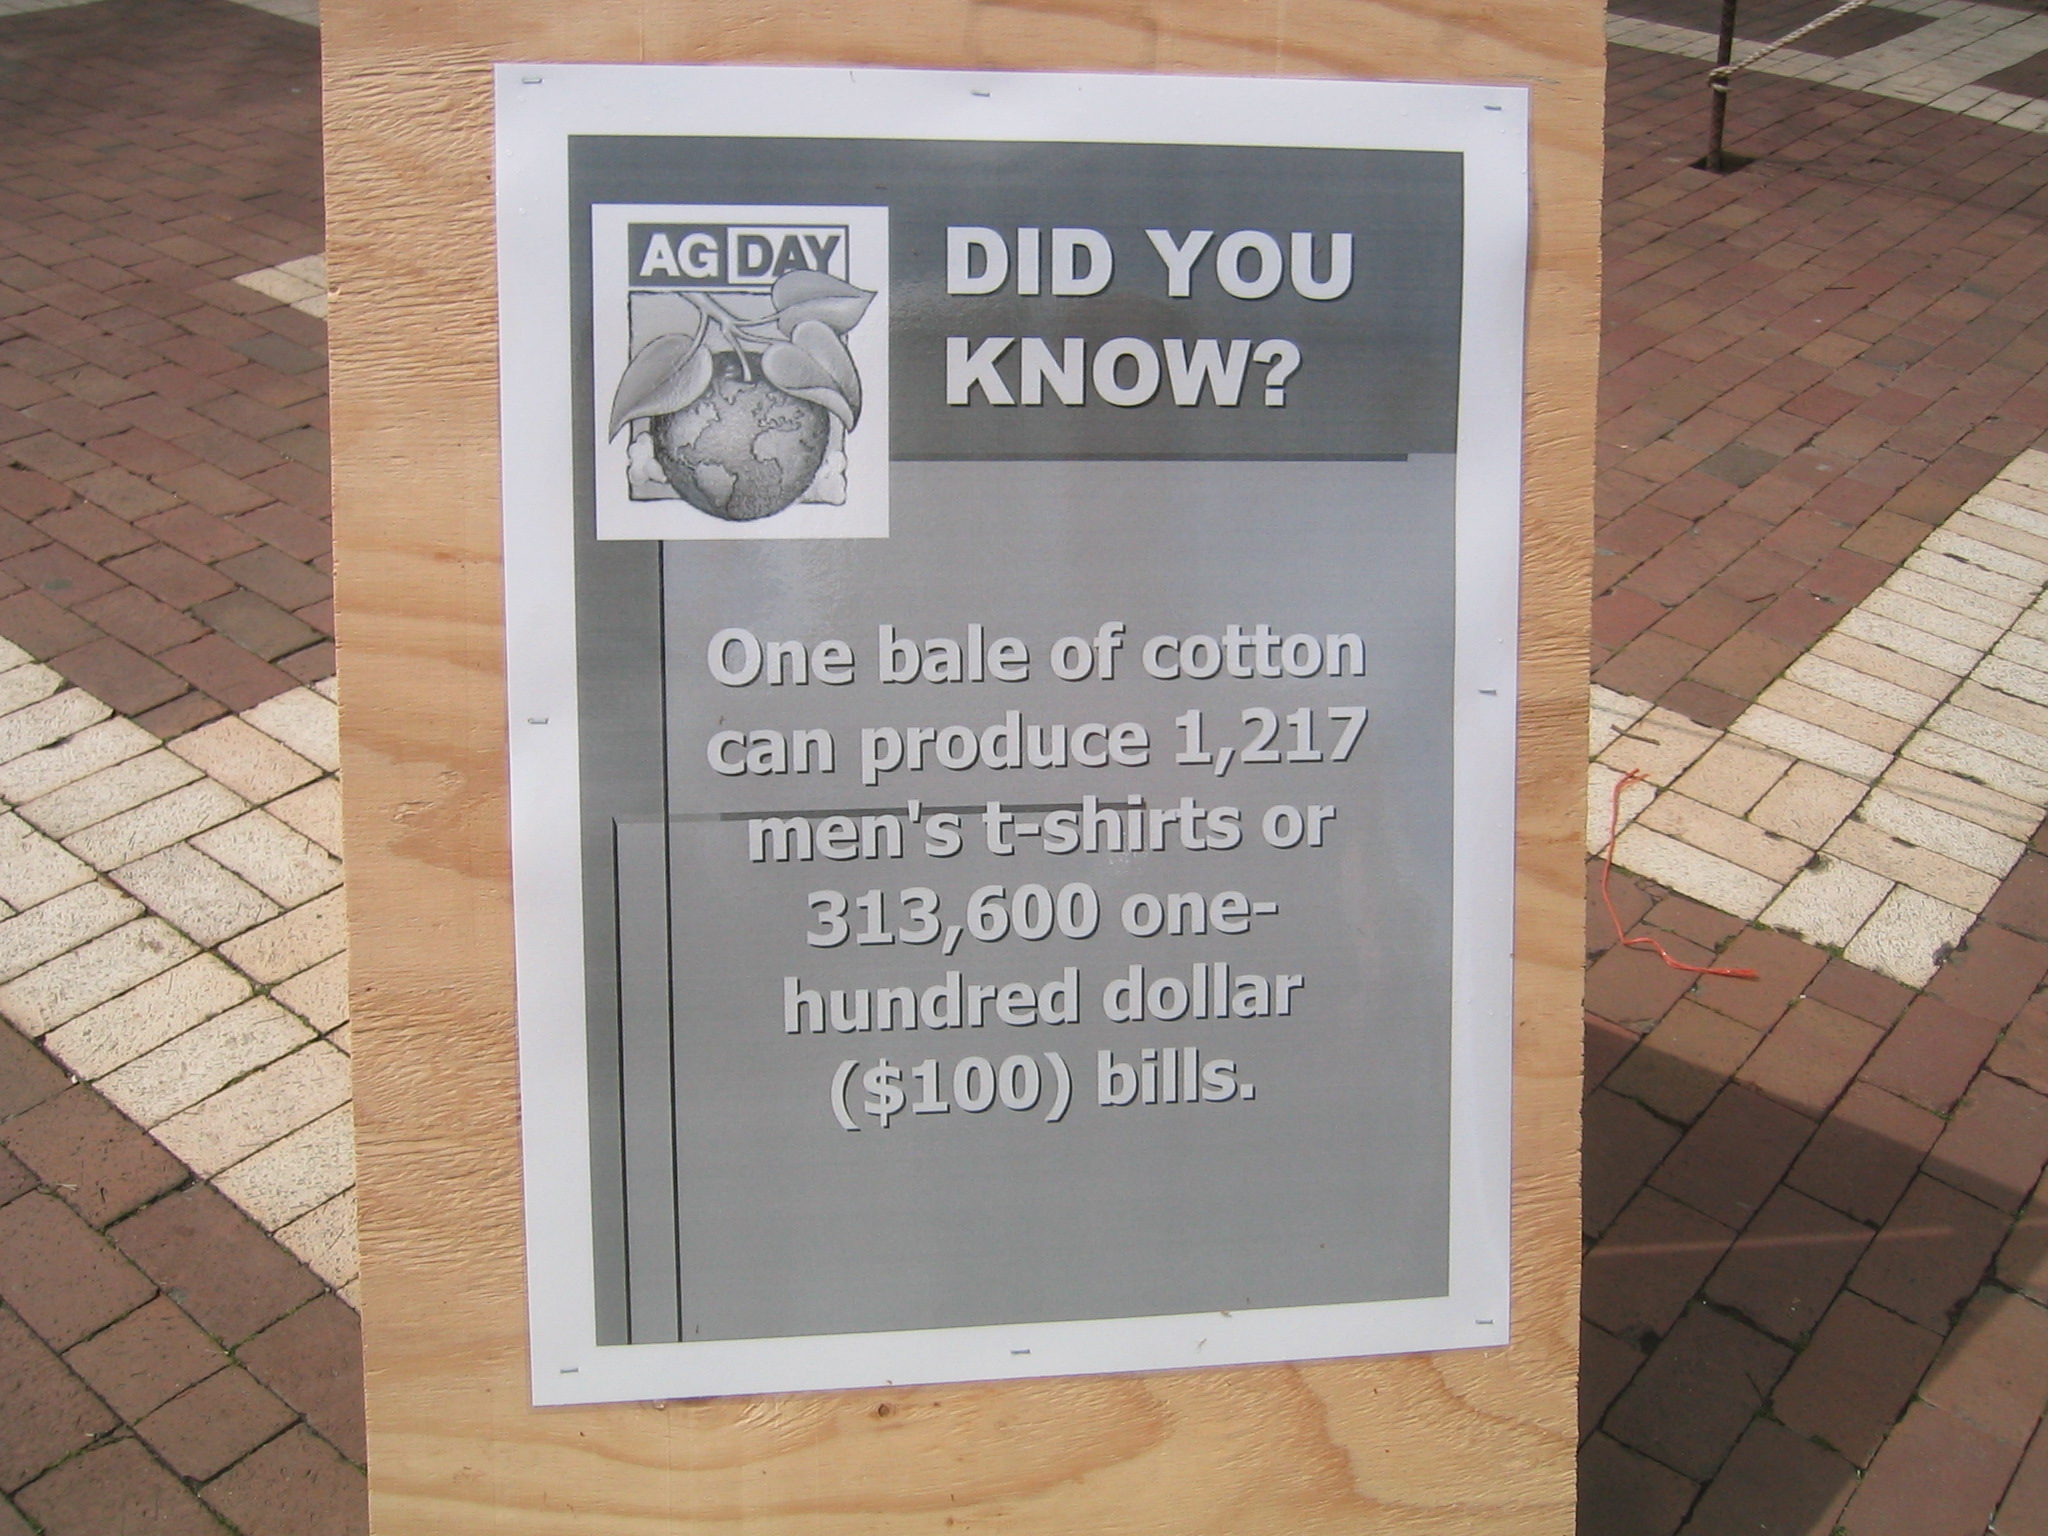 AG DAY
DID YOU
KNOW?
One bale of cotton
can produce 1,217
men's t-shirts or
313,600 one-
hundred dollar
($100) bills.